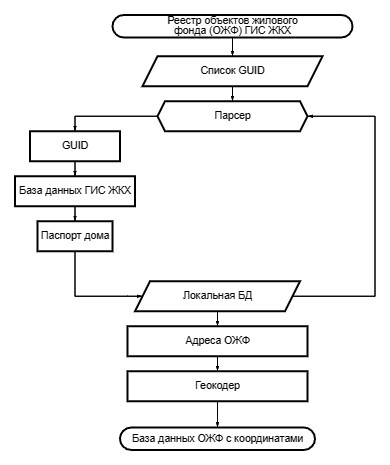 Реестр объектов жилового
фонда (ОЖФ) ГИС ЖКХ
Список GUID
Парсер
GUID
База данных ГИС ЖКХ
Паспорт дома
Локальная БД
Адреса ОЖФ
Геокодер
База данных ОЖФ с координатами